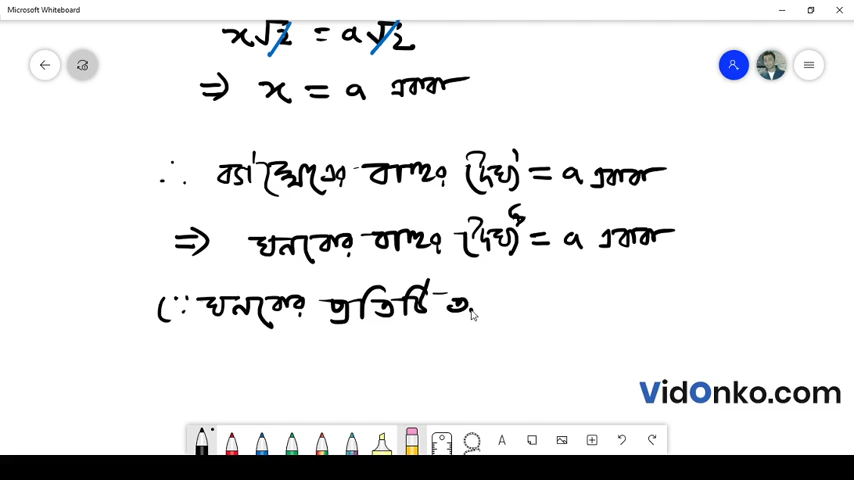 Microsoft Whiteboard
x√2 = a√2
⇒ x = a একক
∴ বর্গক্ষেত্রের বাহুর দৈর্ঘ্য = a একক
⇒ ঘনকের বাহুর দৈর্ঘ্য = a একক
(∵ ঘনকের প্রতিটি ত
VidOnko.com
A